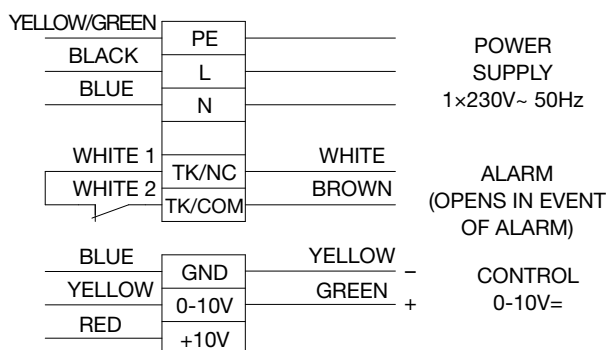 YELLOW/GREEN
PE
BLACK
L
BLUE
N
POWER
SUPPLY
1×230V~ 50Hz
WHITE 1
TK/NC
WHITE
WHITE 2
TK/COM
BROWN
ALARM
(OPENS IN EVENT
OF ALARM)
BLUE
GND
YELLOW
–
YELLOW
0-10V
GREEN
+
CONTROL
0-10V=
RED
+10V